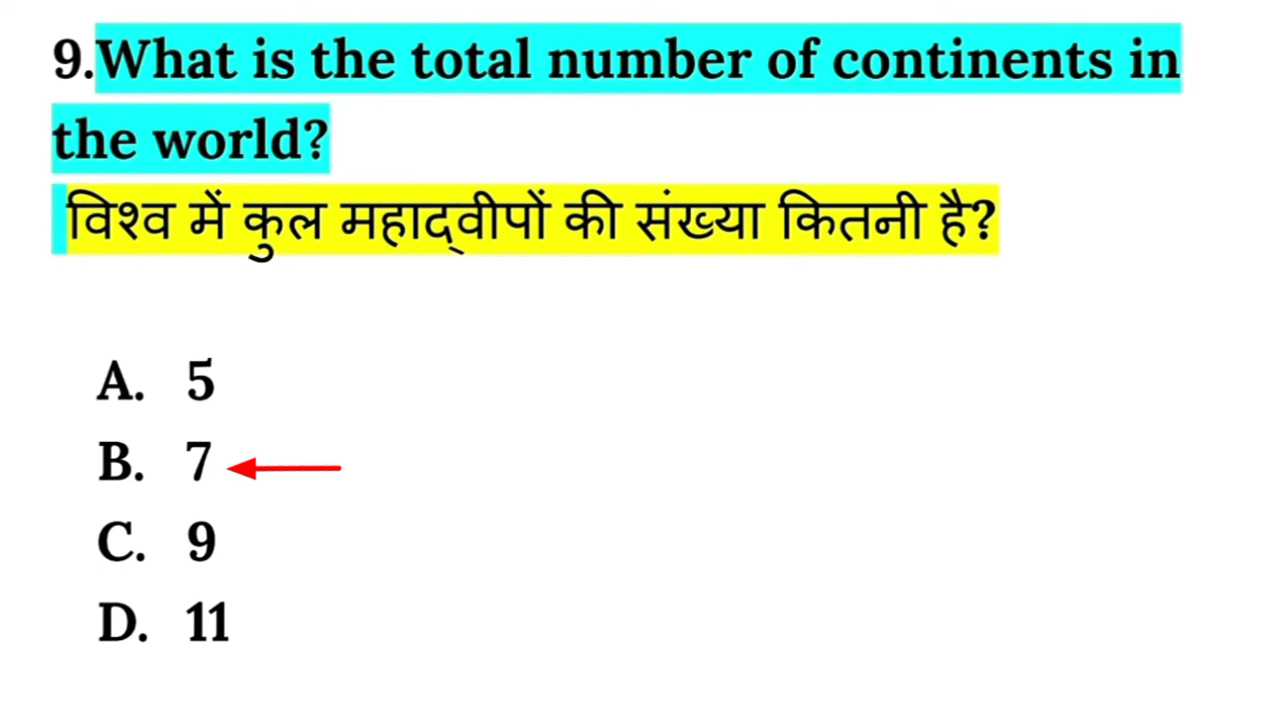 9.What is the total number of continents in
the world?
विश्व में कुल महाद्वीपों की संख्या कितनी है?
A. 5
B. 7
C. 9
D. 11